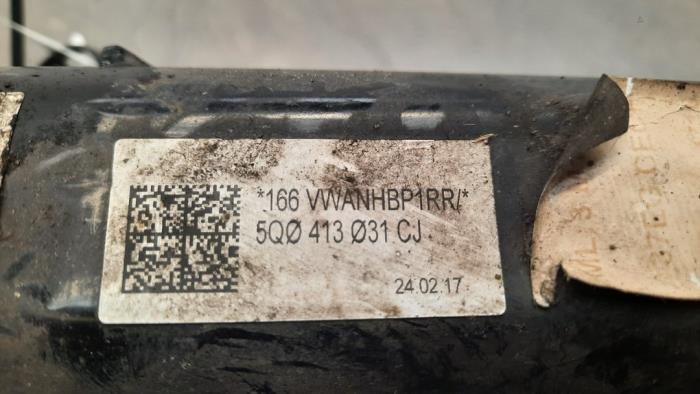 *166 VWANHBP1RR/*
5QØ 413 Ø31 CJ
24.02.17